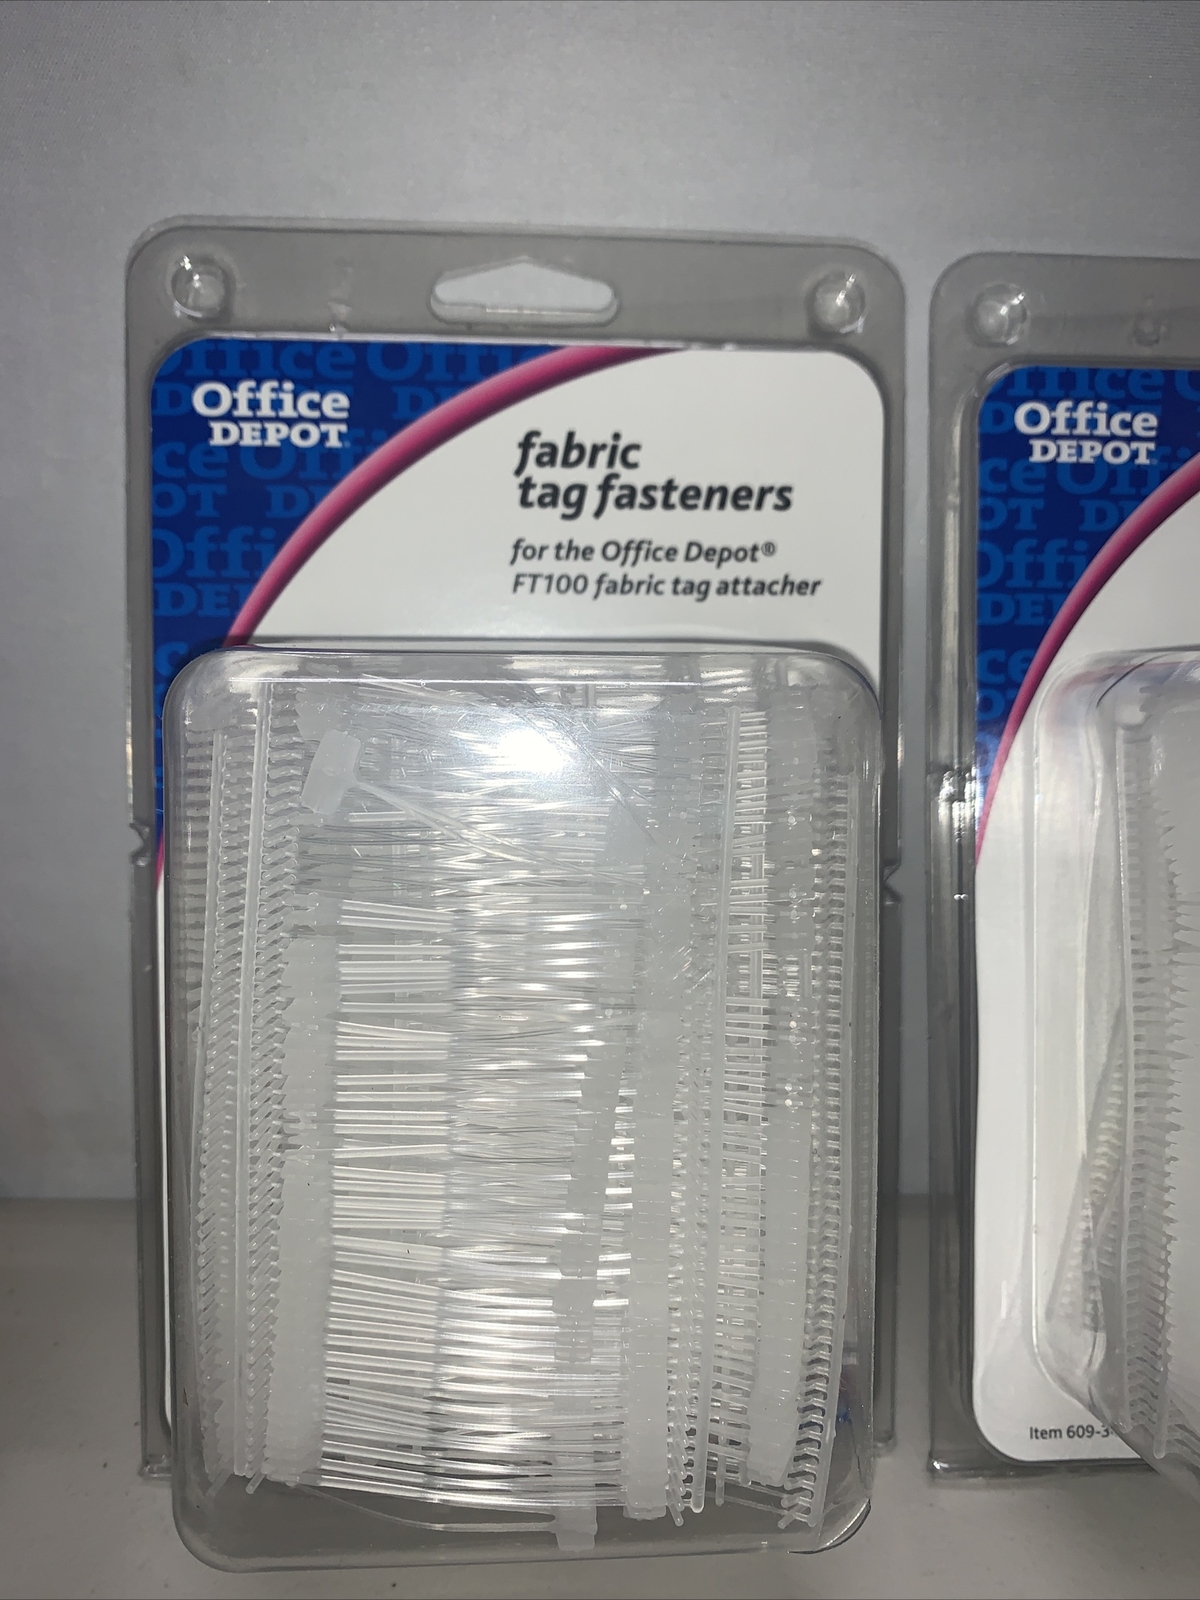 Office
DEPOT
fabric
tag fasteners
for the Office Depot®
FT100 fabric tag attacher
Office
DEPOT
Item 609-3